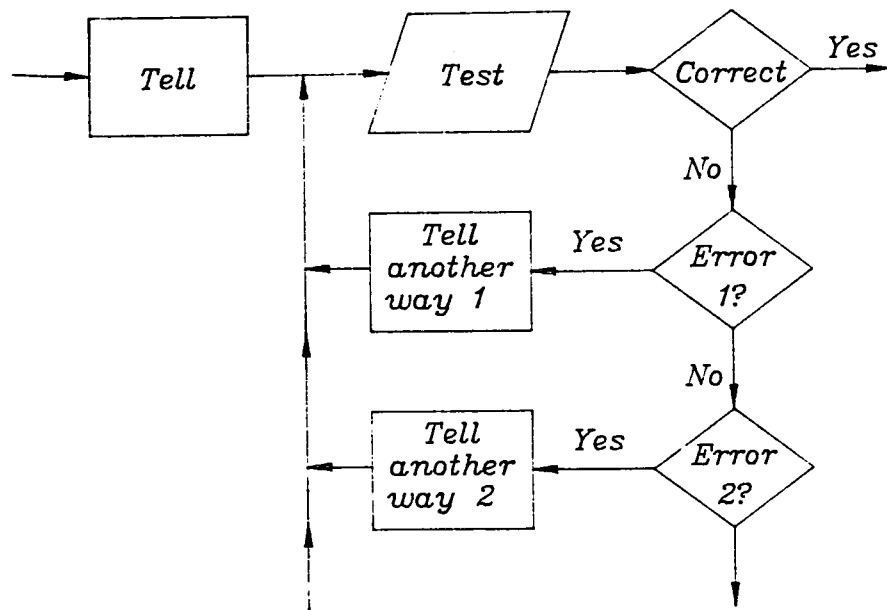 Tell
Test
Correct
Yes
No
Tell
another
way 1
Yes
Error
1?
No
Tell
another
way 2
Yes
Error
2?